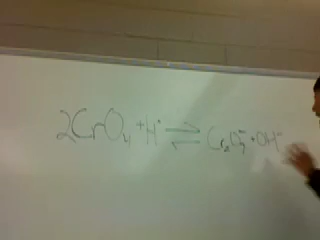 2CrO₄ + H⁺ ⇌ Cr₂O₇⁼ + OH⁻